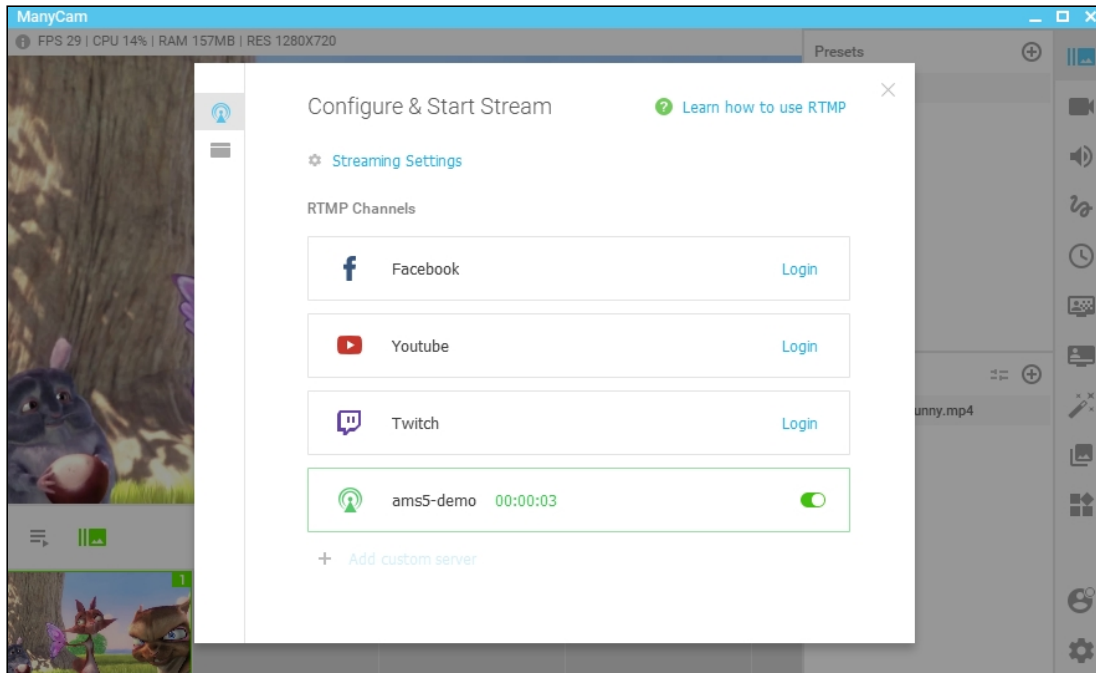 ManyCam
FPS 29 | CPU 14% | RAM 157MB | RES 1280X720
Presets
Configure & Start Stream
? Learn how to use RTMP
Streaming Settings
RTMP Channels
Facebook Login
Youtube Login
Twitch Login
ams5-demo 00:00:03
+ Add custom server
unny.mp4
1